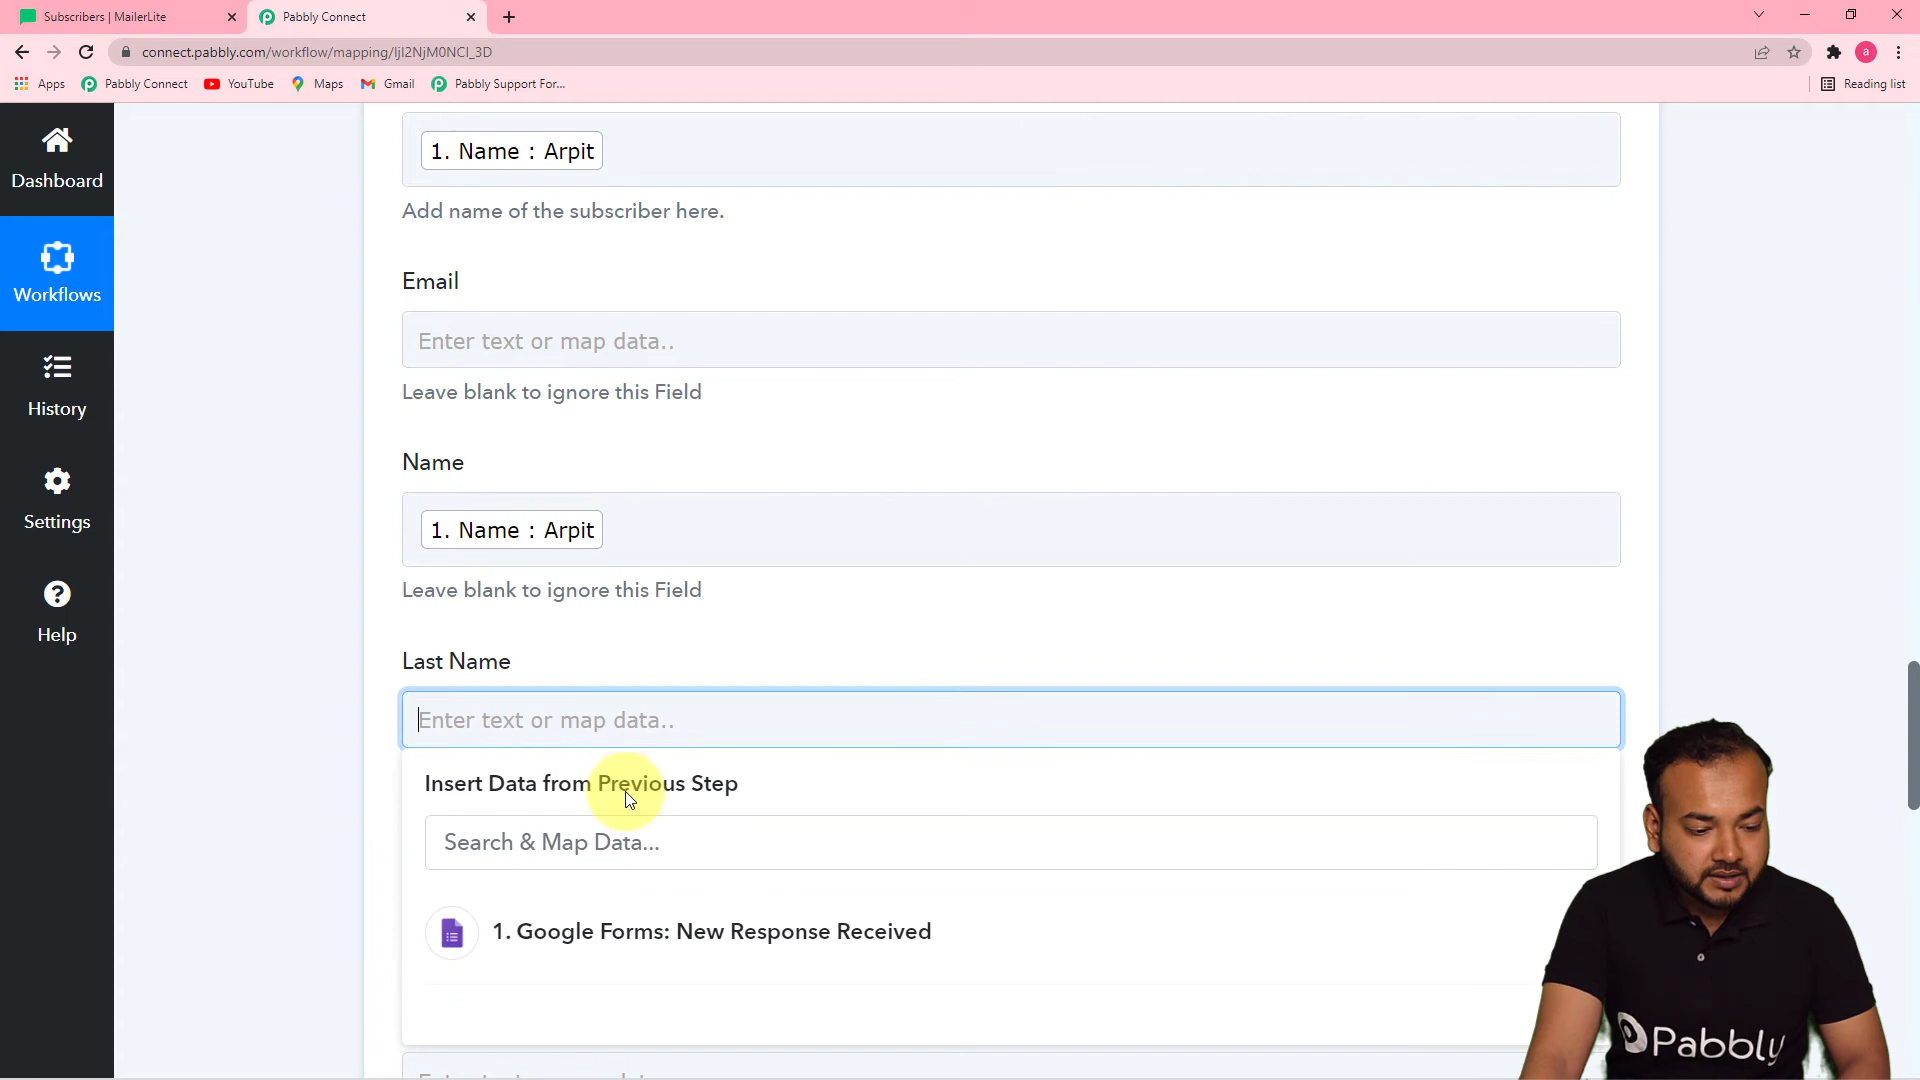 Subscribers | MailerLite
Pabbly Connect
connect.pabbly.com/workflow/mapping/IjI2NjM0NCI_3D
a
Apps
Pabbly Connect
YouTube
Maps
Gmail
Pabbly Support For...
Reading list
Dashboard
Workflows
History
Settings
Help
1. Name : Arpit
Add name of the subscriber here.
Email
Enter text or map data..
Leave blank to ignore this Field
Name
1. Name : Arpit
Leave blank to ignore this Field
Last Name
Enter text or map data..
Insert Data from Previous Step
Search & Map Data...
1. Google Forms: New Response Received
Pabbly